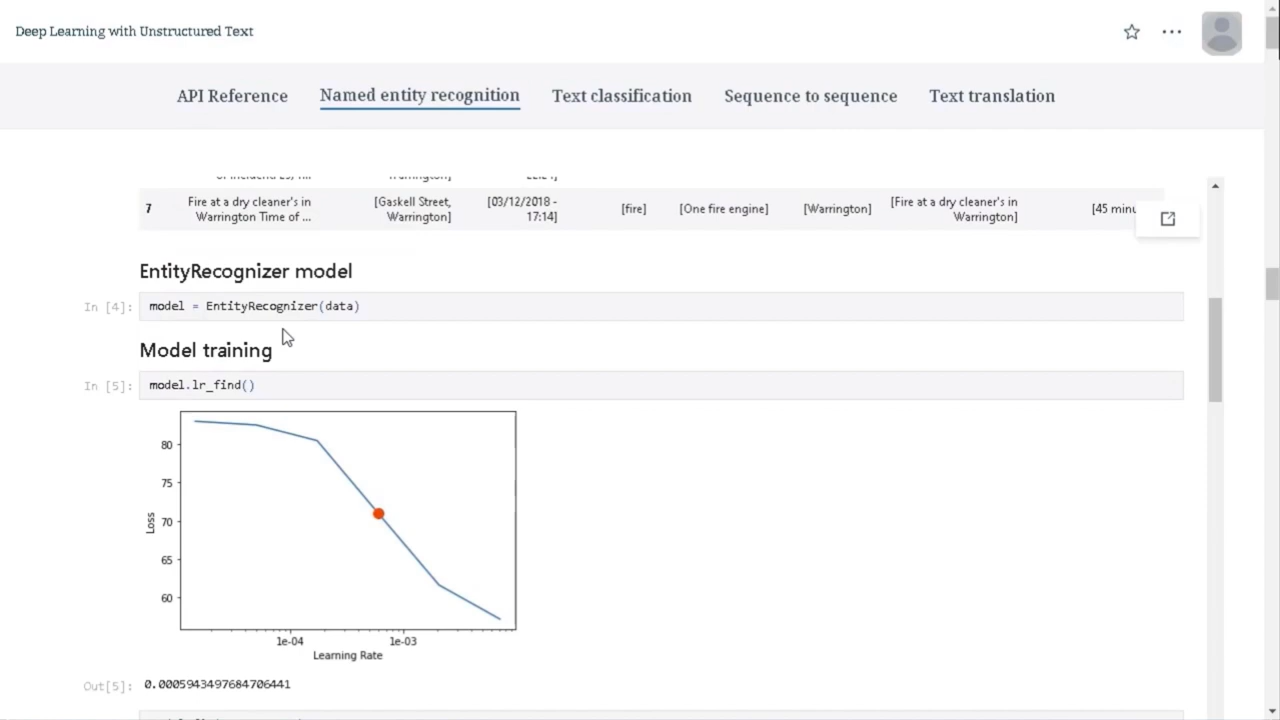 Deep Learning with Unstructured Text
API Reference Named entity recognition Text classification Sequence to sequence Text translation
7 Fire at a dry cleaner's in [Gaskell Street, [03/12/2018 - [fire] [One fire engine] [Warrington] [Fire at a dry cleaner's in [45 minu
Warrington Time of ... Warrington] 17:14] Warrington]
EntityRecognizer model
In [4]: model = EntityRecognizer(data)
Model training
In [5]: model.lr_find()
80
75
70
65
60
Loss
1e-04 1e-03
Learning Rate
Out[5]: 0.0005943497684706441